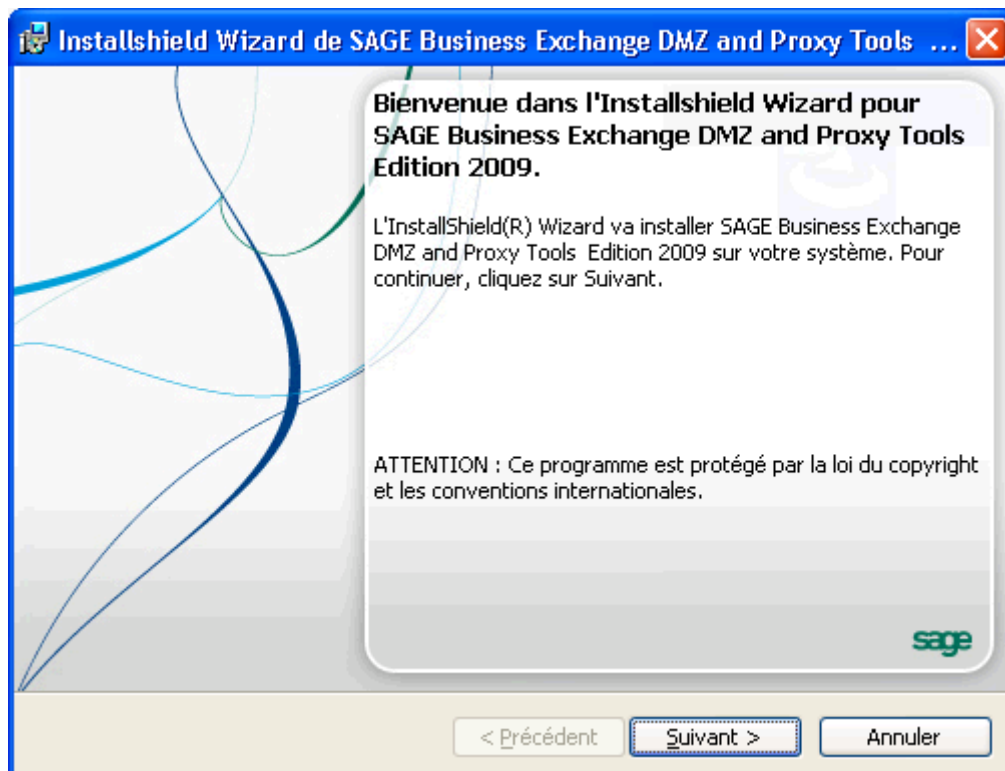 Installshield Wizard de SAGE Business Exchange DMZ and Proxy Tools ...
Bienvenue dans l'Installshield Wizard pour
SAGE Business Exchange DMZ and Proxy Tools
Edition 2009.
L'InstallShield(R) Wizard va installer SAGE Business Exchange
DMZ and Proxy Tools  Edition 2009 sur votre système. Pour
continuer, cliquez sur Suivant.
ATTENTION : Ce programme est protégé par la loi du copyright
et les conventions internationales.
sage
< Précédent
Suivant >
Annuler